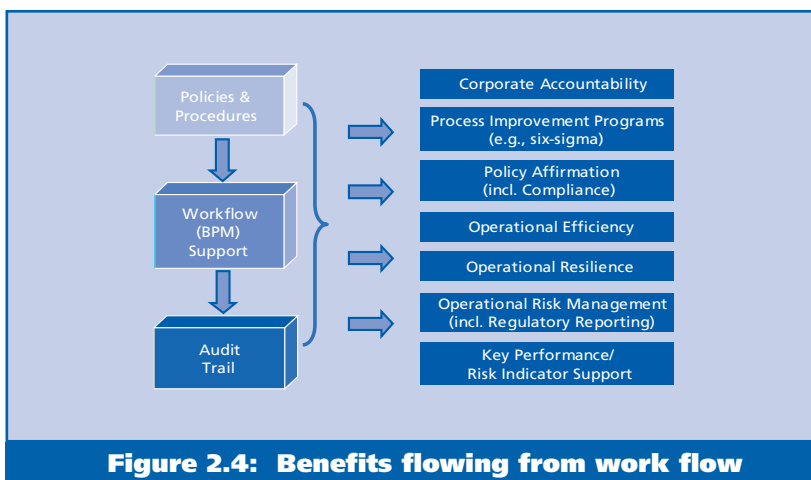 Policies &
Procedures
Workflow
(BPM)
Support
Audit
Trail
Corporate Accountability
Process Improvement Programs
(e.g., six-sigma)
Policy Affirmation
(incl. Compliance)
Operational Efficiency
Operational Resilience
Operational Risk Management
(incl. Regulatory Reporting)
Key Performance/
Risk Indicator Support
Figure 2.4: Benefits flowing from work flow